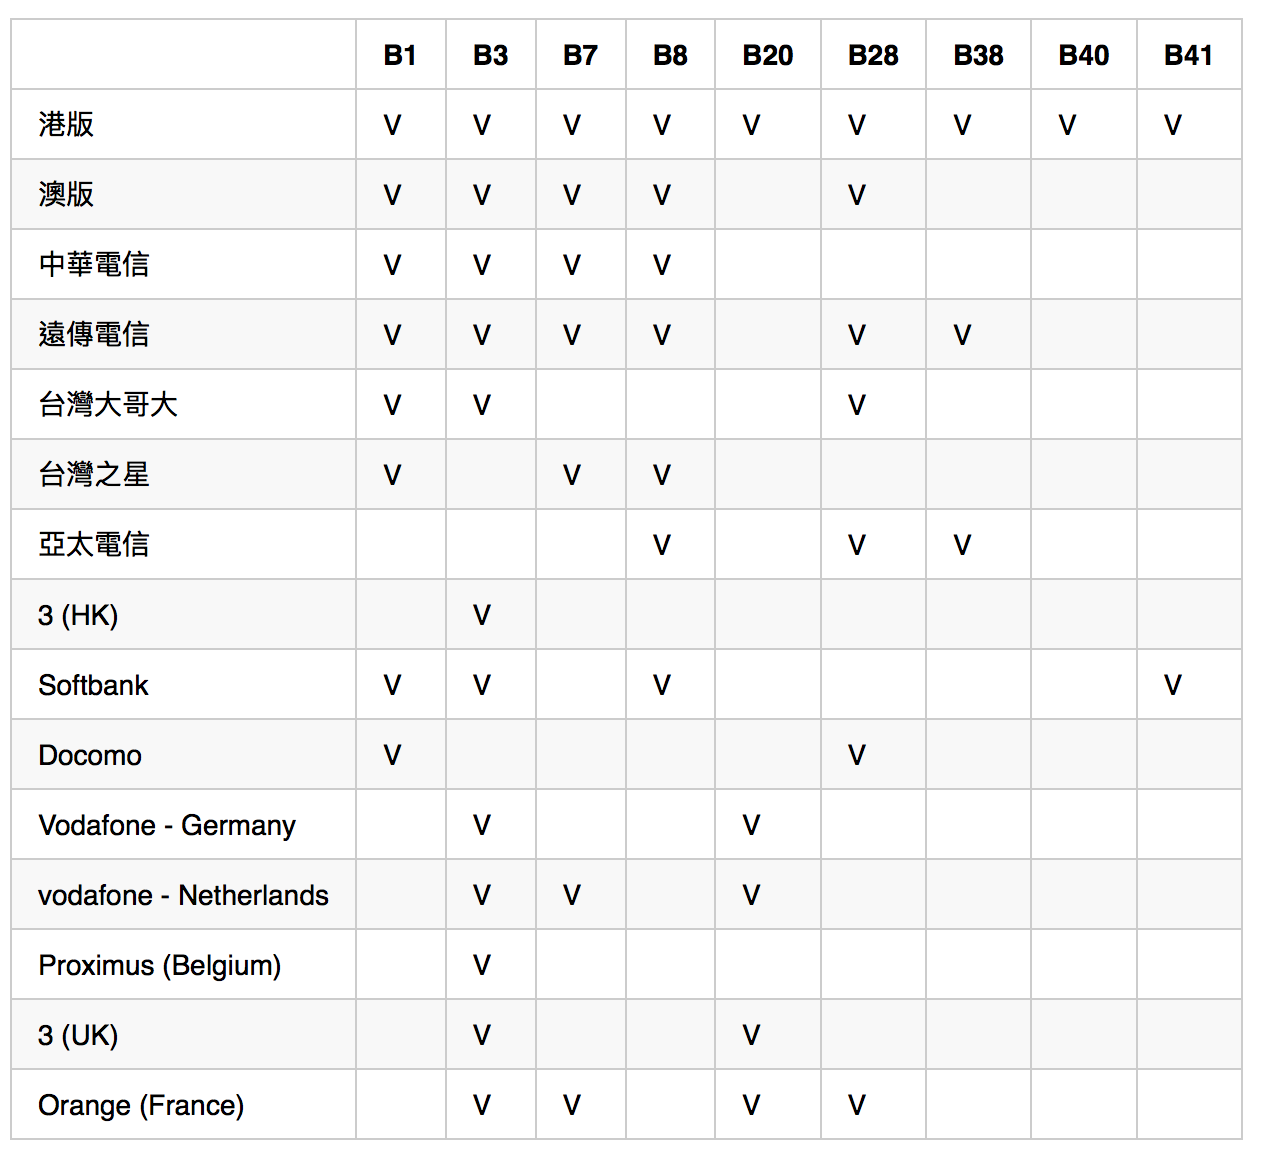 B1 B3 B7 B8 B20 B28 B38 B40 B41
港版 V V V V V V V V V
澳版 V V V V V
中華電信 V V V V
遠傳電信 V V V V V V
台灣大哥大 V V V
台灣之星 V V V
亞太電信 V V V
3 (HK) V
Softbank V V V V
Docomo V V
Vodafone - Germany V V
vodafone - Netherlands V V V
Proximus (Belgium) V
3 (UK) V V
Orange (France) V V V V